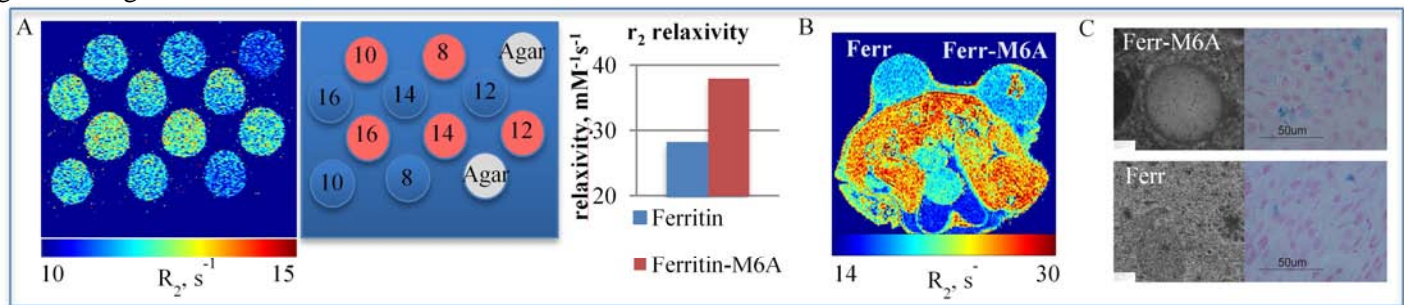 A
10
15
R₂, s⁻¹
10
8
Agar
16
14
12
16
14
12
10
8
Agar
r₂ relaxivity
relaxivity, mM⁻¹s⁻¹
40
30
20
Ferritin
Ferritin-M6A
B
Ferr
Ferr-M6A
14
30
R₂, s⁻
C
Ferr-M6A
50um
Ferr
50um